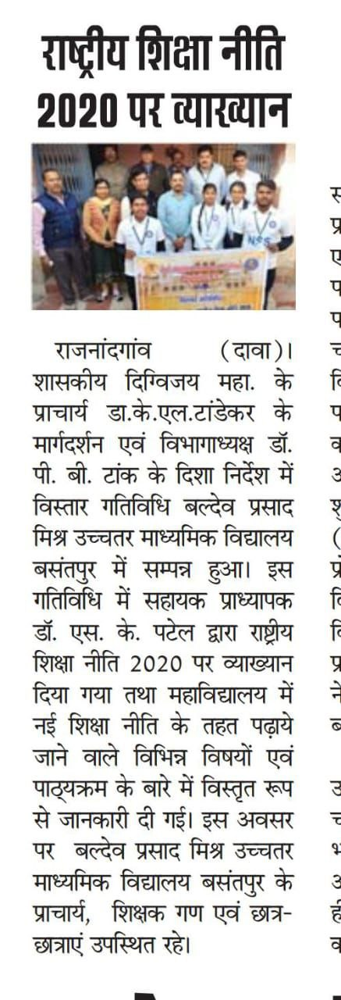 राष्ट्रीय शिक्षा नीति
2020 पर व्याख्यान
NSS
राजनांदगांव (दावा)।
शासकीय दिग्विजय महा. के
प्राचार्य डा.के.एल.टांडेकर के
मार्गदर्शन एवं विभागाध्यक्ष डॉ.
पी. बी. टांक के दिशा निर्देश में
विस्तार गतिविधि बल्देव प्रसाद
मिश्र उच्चतर माध्यमिक विद्यालय
बसंतपुर में सम्पन्न हुआ। इस
गतिविधि में सहायक प्राध्यापक
डॉ. एस. के. पटेल द्वारा राष्ट्रीय
शिक्षा नीति 2020 पर व्याख्यान
दिया गया तथा महाविद्यालय में
नई शिक्षा नीति के तहत पढ़ाये
जाने वाले विभिन्न विषयों एवं
पाठ्यक्रम के बारे में विस्तृत रूप
से जानकारी दी गई। इस अवसर
पर बल्देव प्रसाद मिश्र उच्चतर
माध्यमिक विद्यालय बसंतपुर के
प्राचार्य, शिक्षक गण एवं छात्र-
छात्राएं उपस्थित रहे।